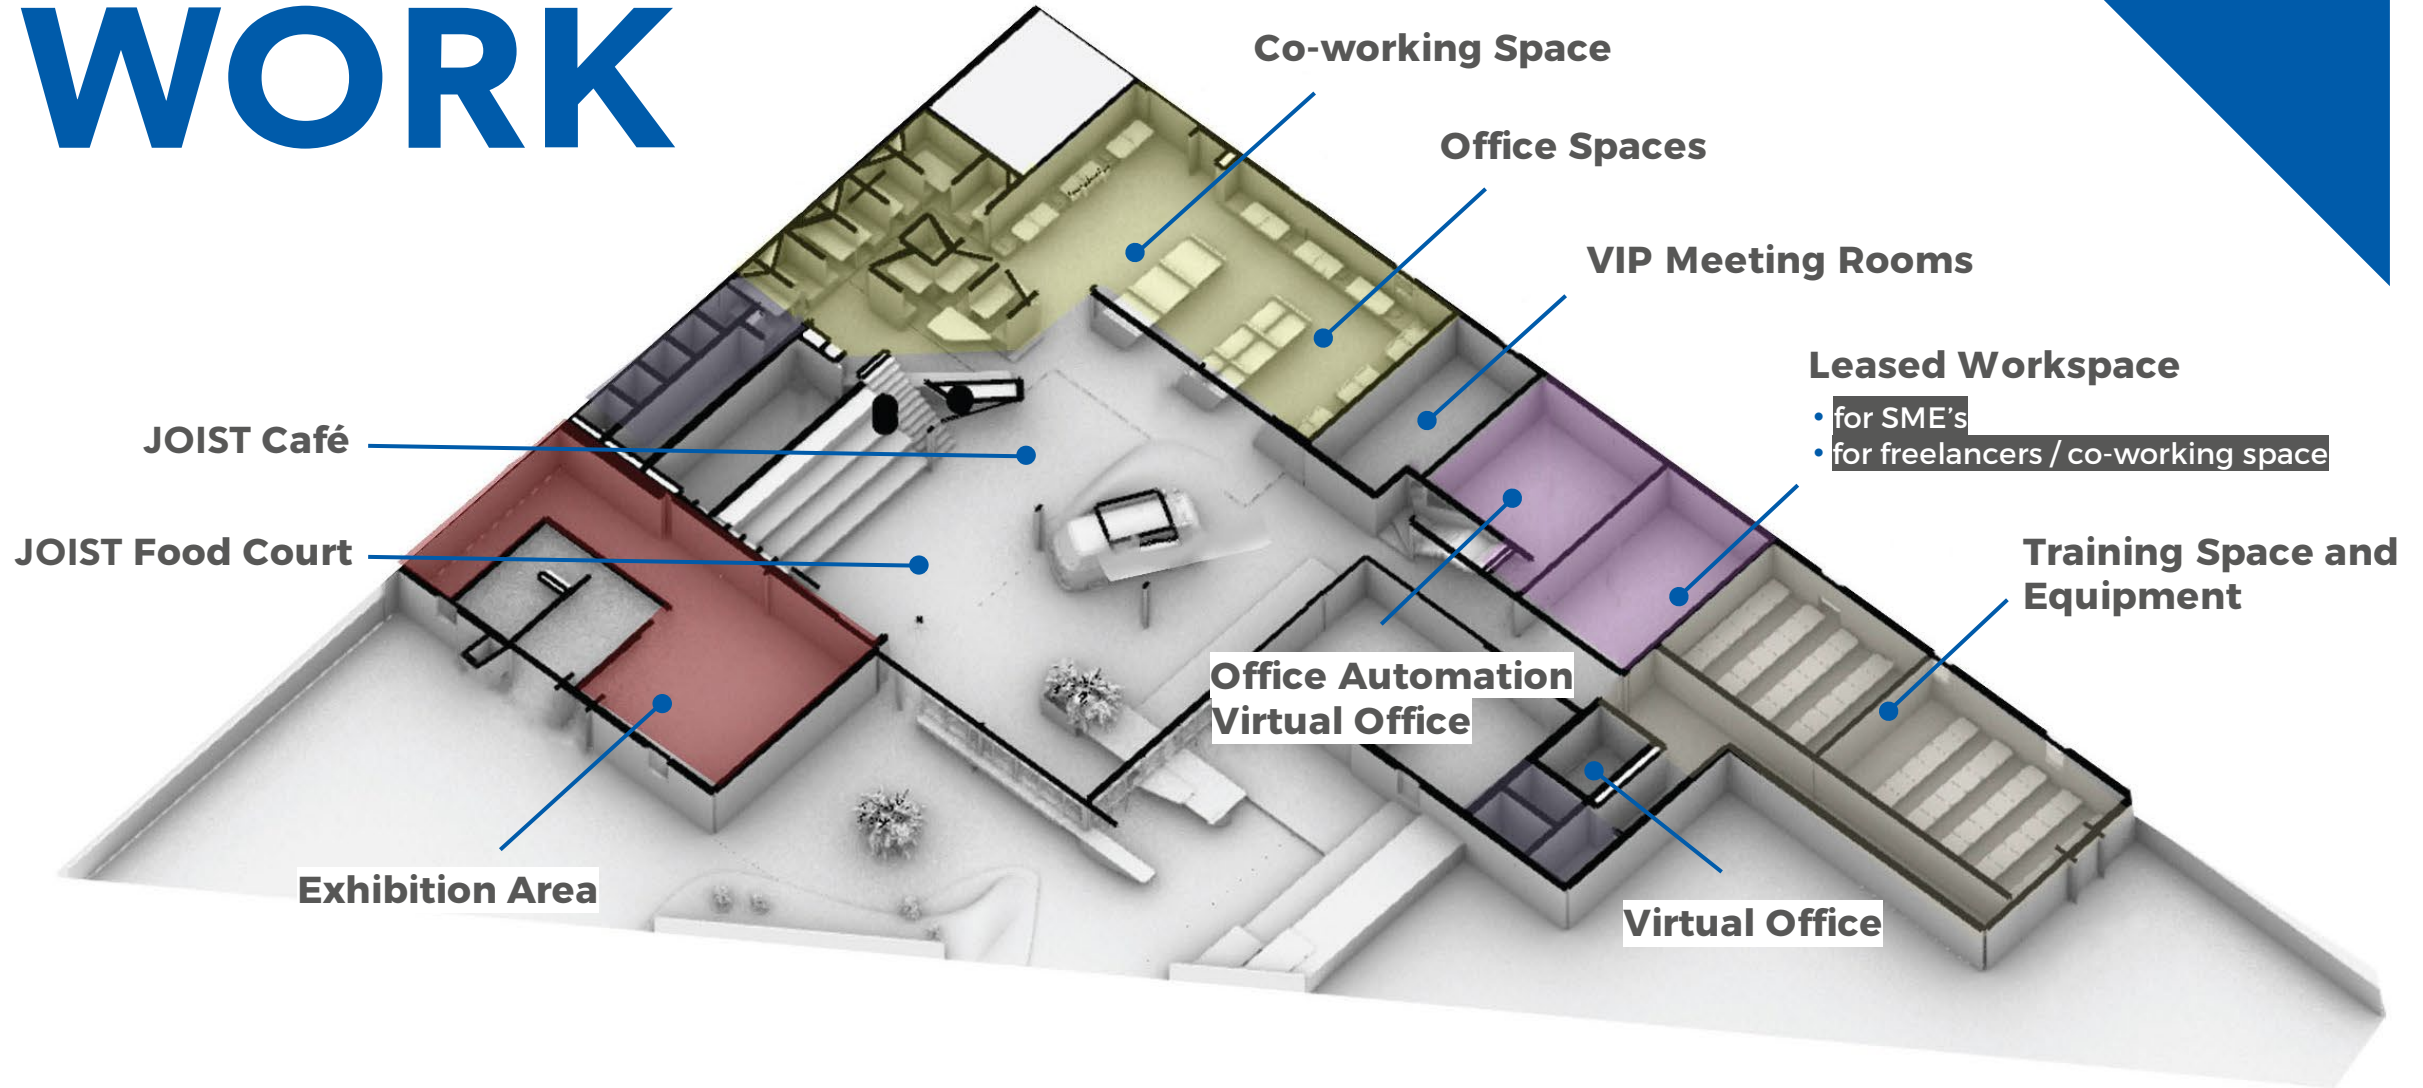 WORK
Co-working Space
Office Spaces
VIP Meeting Rooms
Leased Workspace
• for SME’s
• for freelancers / co-working space
JOIST Café
JOIST Food Court
Training Space and
Equipment
Office Automation
Virtual Office
Exhibition Area
Virtual Office